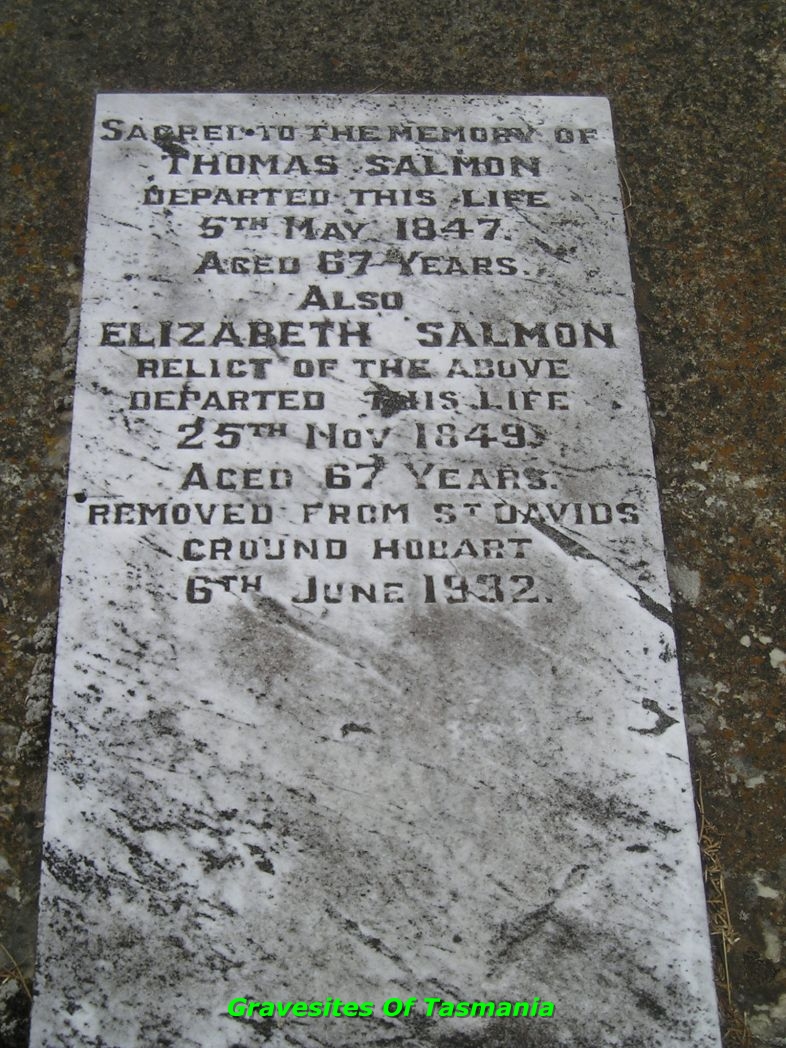 SACRED TO THE MEMORY OF
THOMAS SALMON
DEPARTED THIS LIFE
5TH MAY 1847.
AGED 67 YEARS.
ALSO
ELIZABETH SALMON
RELICT OF THE ABOVE
DEPARTED THIS LIFE
25TH NOV 1849.
AGED 67 YEARS.
REMOVED FROM ST DAVIDS
GROUND HOBART
6TH JUNE 1932.
Gravesites Of Tasmania